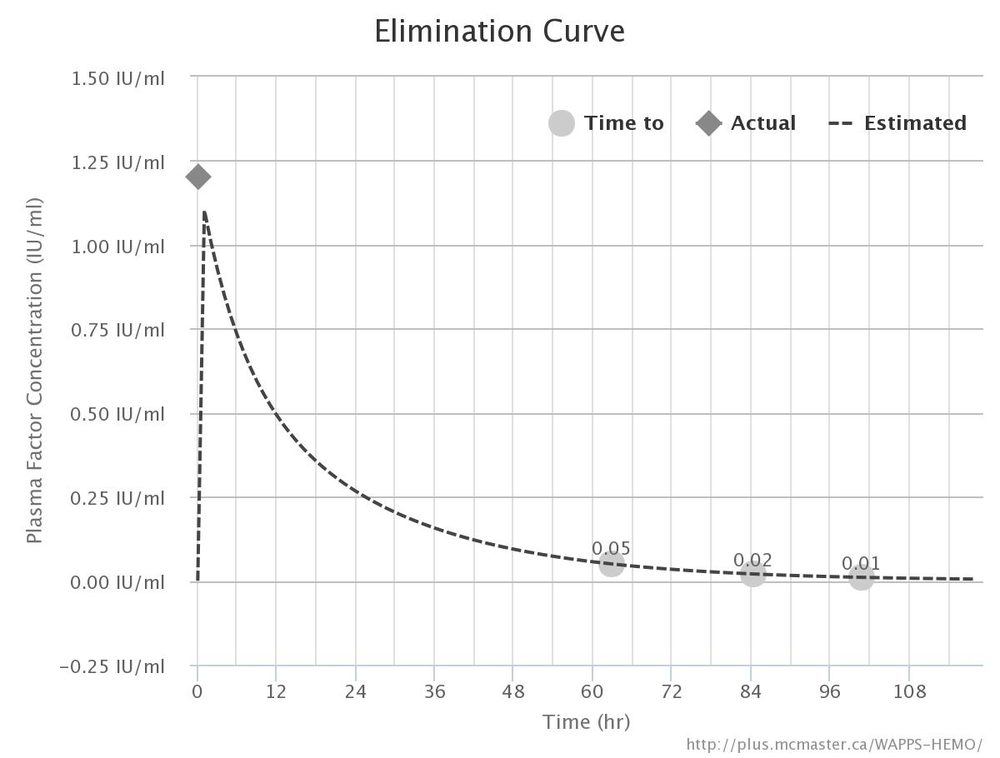 Elimination Curve
1.50 IU/ml
Time to
Actual
Estimated
1.25 IU/ml
1.00 IU/ml
0.75 IU/ml
0.50 IU/ml
0.25 IU/ml
0.00 IU/ml
−0.25 IU/ml
Plasma Factor Concentration (IU/ml)
0.05
0.02
0.01
0 12 24 36 48 60 72 84 96 108
Time (hr)
http://plus.mcmaster.ca/WAPPS-HEMO/